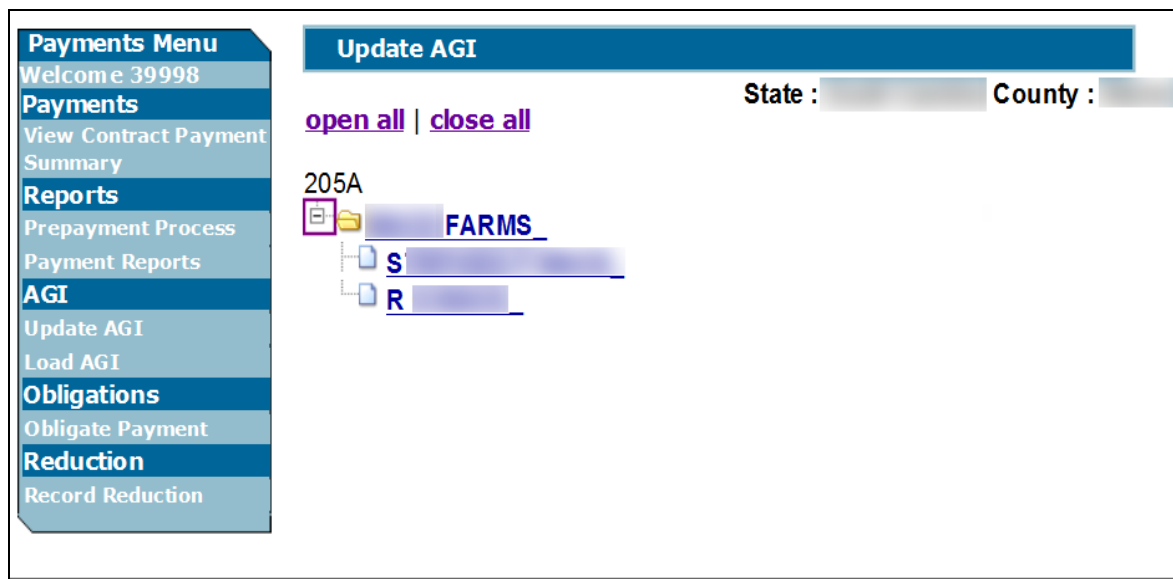 Payments Menu
Welcome 39998
Payments
View Contract Payment
Summary
Reports
Prepayment Process
Payment Reports
AGI
Update AGI
Load AGI
Obligations
Obligate Payment
Reduction
Record Reduction
Update AGI
State : County :
open all | close all
205A
FARMS_
S
R